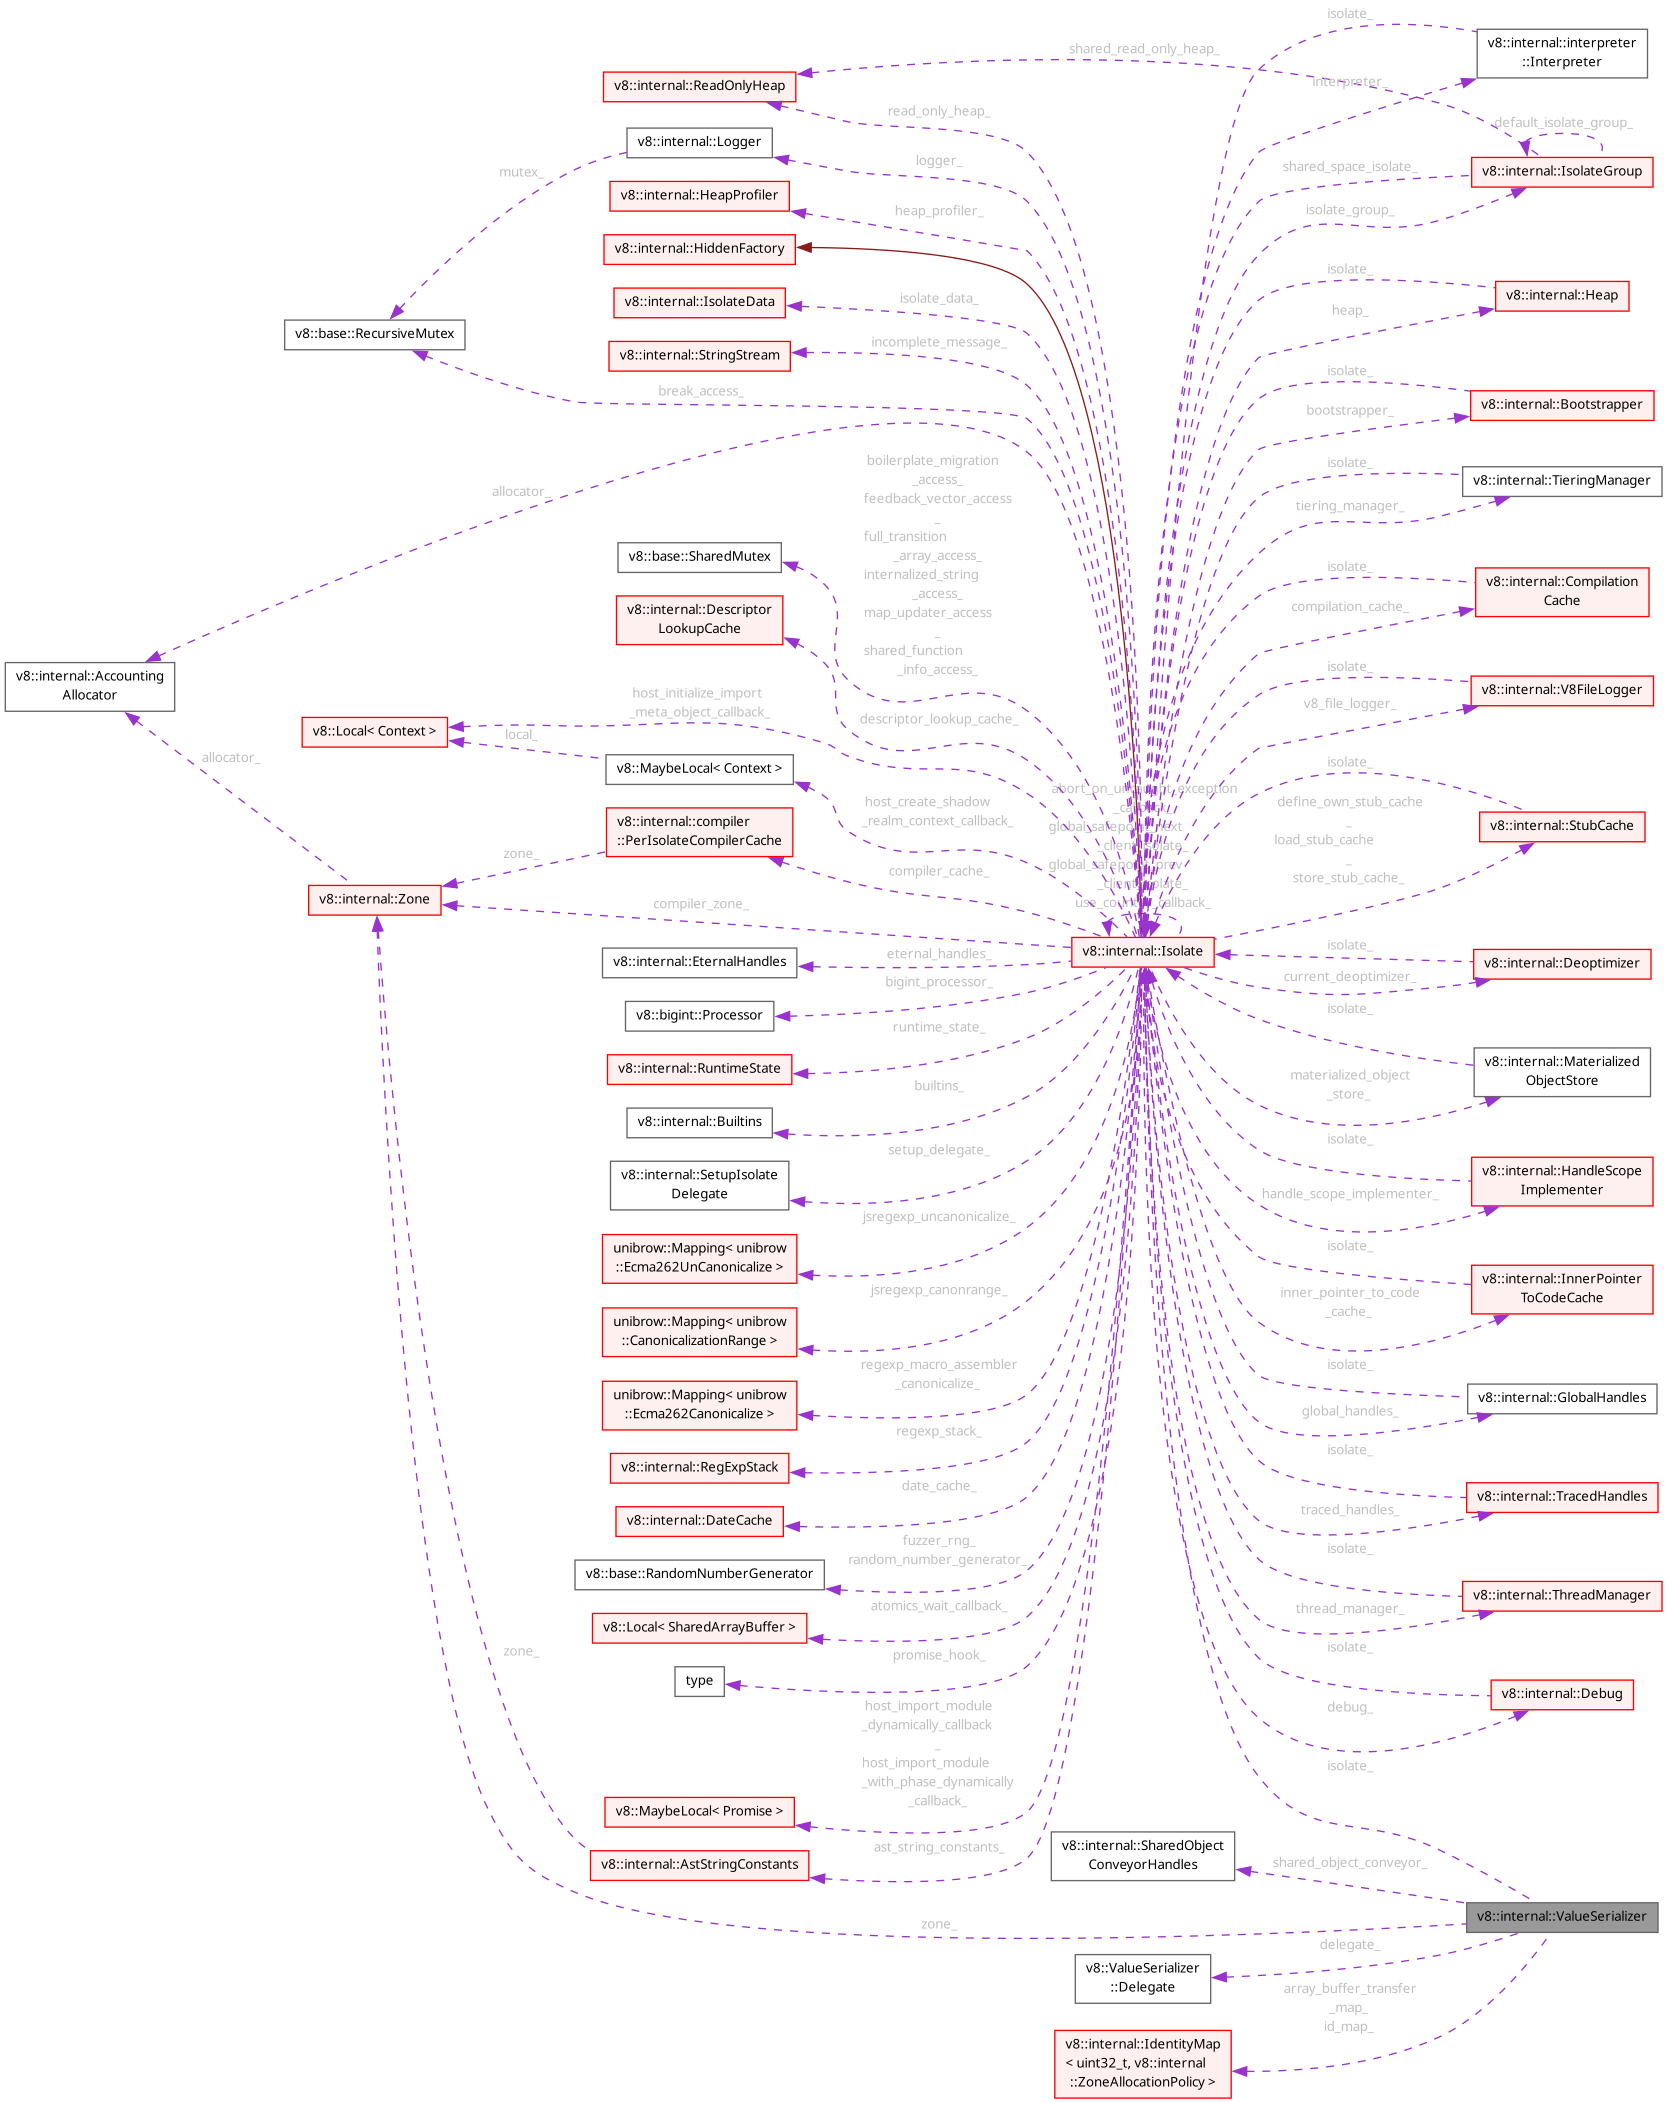 isolate_
v8::internal::interpreter
::Interpreter
shared_read_only_heap_
v8::internal::ReadOnlyHeap
interpreter_
read_only_heap_
default_isolate_group_
v8::internal::Logger
logger_
shared_space_isolate_
v8::internal::IsolateGroup
mutex_
v8::internal::HeapProfiler
heap_profiler_
isolate_group_
v8::internal::HiddenFactory
isolate_
v8::internal::Heap
v8::internal::IsolateData
isolate_data_
heap_
v8::base::RecursiveMutex
v8::internal::StringStream
incomplete_message_
isolate_
break_access_
bootstrapper_
v8::internal::Bootstrapper
allocator_
boilerplate_migration
_access_
feedback_vector_access
_
full_transition
_array_access_
internalized_string
_access_
map_updater_access
_
shared_function
_info_access_
isolate_
v8::internal::TieringManager
tiering_manager_
v8::base::SharedMutex
isolate_
v8::internal::Compilation
Cache
compilation_cache_
v8::internal::Descriptor
LookupCache
descriptor_lookup_cache_
v8::internal::Accounting
Allocator
isolate_
v8::internal::V8FileLogger
v8_file_logger_
host_initialize_import
_meta_object_callback_
v8::Local< Context >
local_
v8::MaybeLocal< Context >
isolate_
host_create_shadow
_realm_context_callback_
abort_on_uncaught_exception
_callback_
global_safepoint_next
_client_isolate_
global_safepoint_prev
_client_isolate_
use_counter_callback_
define_own_stub_cache
_
load_stub_cache
_
store_stub_cache_
v8::internal::StubCache
allocator_
v8::internal::compiler
::PerIsolateCompilerCache
zone_
compiler_cache_
v8::internal::Zone
compiler_zone_
v8::internal::Isolate
v8::internal::EternalHandles
eternal_handles_
isolate_
v8::internal::Deoptimizer
current_deoptimizer_
bigint_processor_
v8::bigint::Processor
isolate_
runtime_state_
v8::internal::RuntimeState
v8::internal::Materialized
ObjectStore
materialized_object
_store_
builtins_
v8::internal::Builtins
isolate_
setup_delegate_
v8::internal::SetupIsolate
Delegate
v8::internal::HandleScope
Implementer
handle_scope_implementer_
jsregexp_uncanonicalize_
unibrow::Mapping< unibrow
::Ecma262UnCanonicalize >
isolate_
v8::internal::InnerPointer
ToCodeCache
inner_pointer_to_code
_cache_
jsregexp_canonrange_
unibrow::Mapping< unibrow
::CanonicalizationRange >
isolate_
regexp_macro_assembler
_canonicalize_
unibrow::Mapping< unibrow
::Ecma262Canonicalize >
v8::internal::GlobalHandles
global_handles_
regexp_stack_
v8::internal::RegExpStack
isolate_
date_cache_
v8::internal::TracedHandles
traced_handles_
v8::internal::DateCache
fuzzer_rng_
random_number_generator_
v8::base::RandomNumberGenerator
isolate_
v8::internal::ThreadManager
thread_manager_
atomics_wait_callback_
v8::Local< SharedArrayBuffer >
zone_
promise_hook_
type
isolate_
v8::internal::Debug
debug_
host_import_module
_dynamically_callback
_
host_import_module
_with_phase_dynamically
_callback_
isolate_
v8::MaybeLocal< Promise >
v8::internal::AstStringConstants
ast_string_constants_
v8::internal::SharedObject
ConveyorHandles
shared_object_conveyor_
zone_
v8::internal::ValueSerializer
delegate_
v8::ValueSerializer
::Delegate
array_buffer_transfer
_map_
id_map_
v8::internal::IdentityMap
< uint32_t, v8::internal
::ZoneAllocationPolicy >